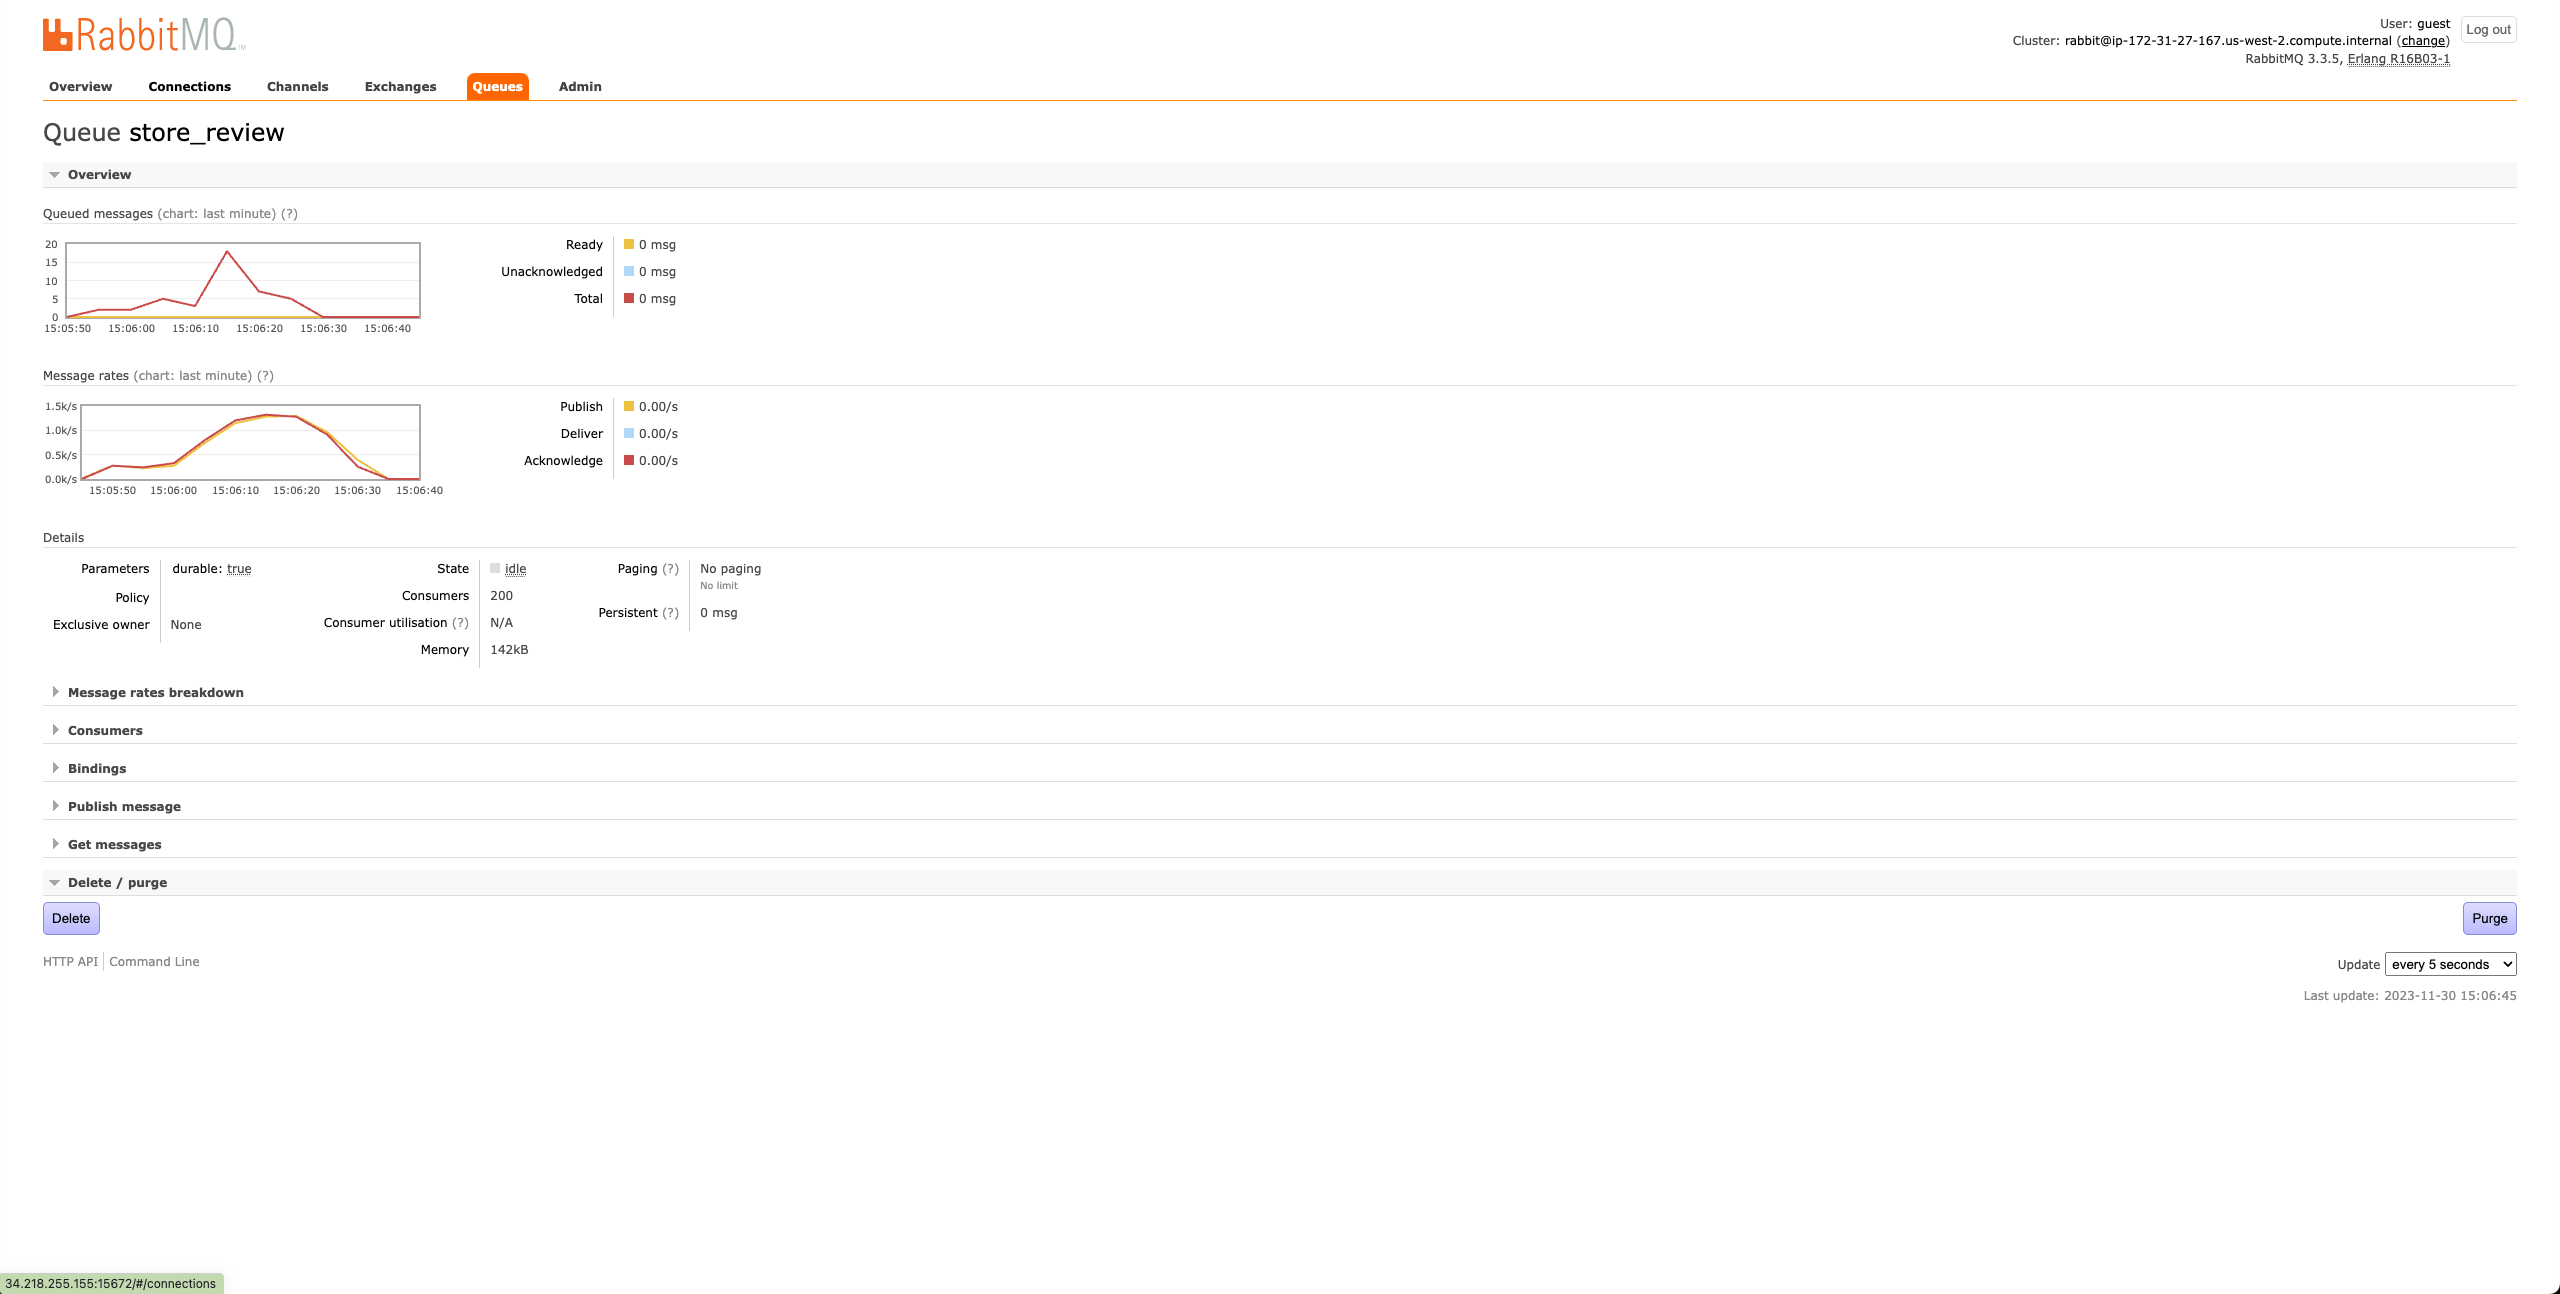 RabbitMQ™
User: guest
Log out
Cluster: rabbit@ip-172-31-27-167.us-west-2.compute.internal (change)
RabbitMQ 3.3.5, Erlang R16B03-1
Overview Connections Channels Exchanges Queues Admin
Queue store_review
Overview
Queued messages (chart: last minute) (?)
20
15
10
5
0
15:05:50 15:06:00 15:06:10 15:06:20 15:06:30 15:06:40
Ready 0 msg
Unacknowledged 0 msg
Total 0 msg
Message rates (chart: last minute) (?)
1.5k/s
1.0k/s
0.5k/s
0.0k/s
15:05:50 15:06:00 15:06:10 15:06:20 15:06:30 15:06:40
Publish 0.00/s
Deliver 0.00/s
Acknowledge 0.00/s
Details
Parameters durable: true
Policy
Exclusive owner None
State idle
Consumers 200
Consumer utilisation (?) N/A
Memory 142kB
Paging (?) No paging
No limit
Persistent (?) 0 msg
Message rates breakdown
Consumers
Bindings
Publish message
Get messages
Delete / purge
Delete Purge
HTTP API Command Line
Update every 5 seconds
Last update: 2023-11-30 15:06:45
34.218.255.155:15672/#/connections